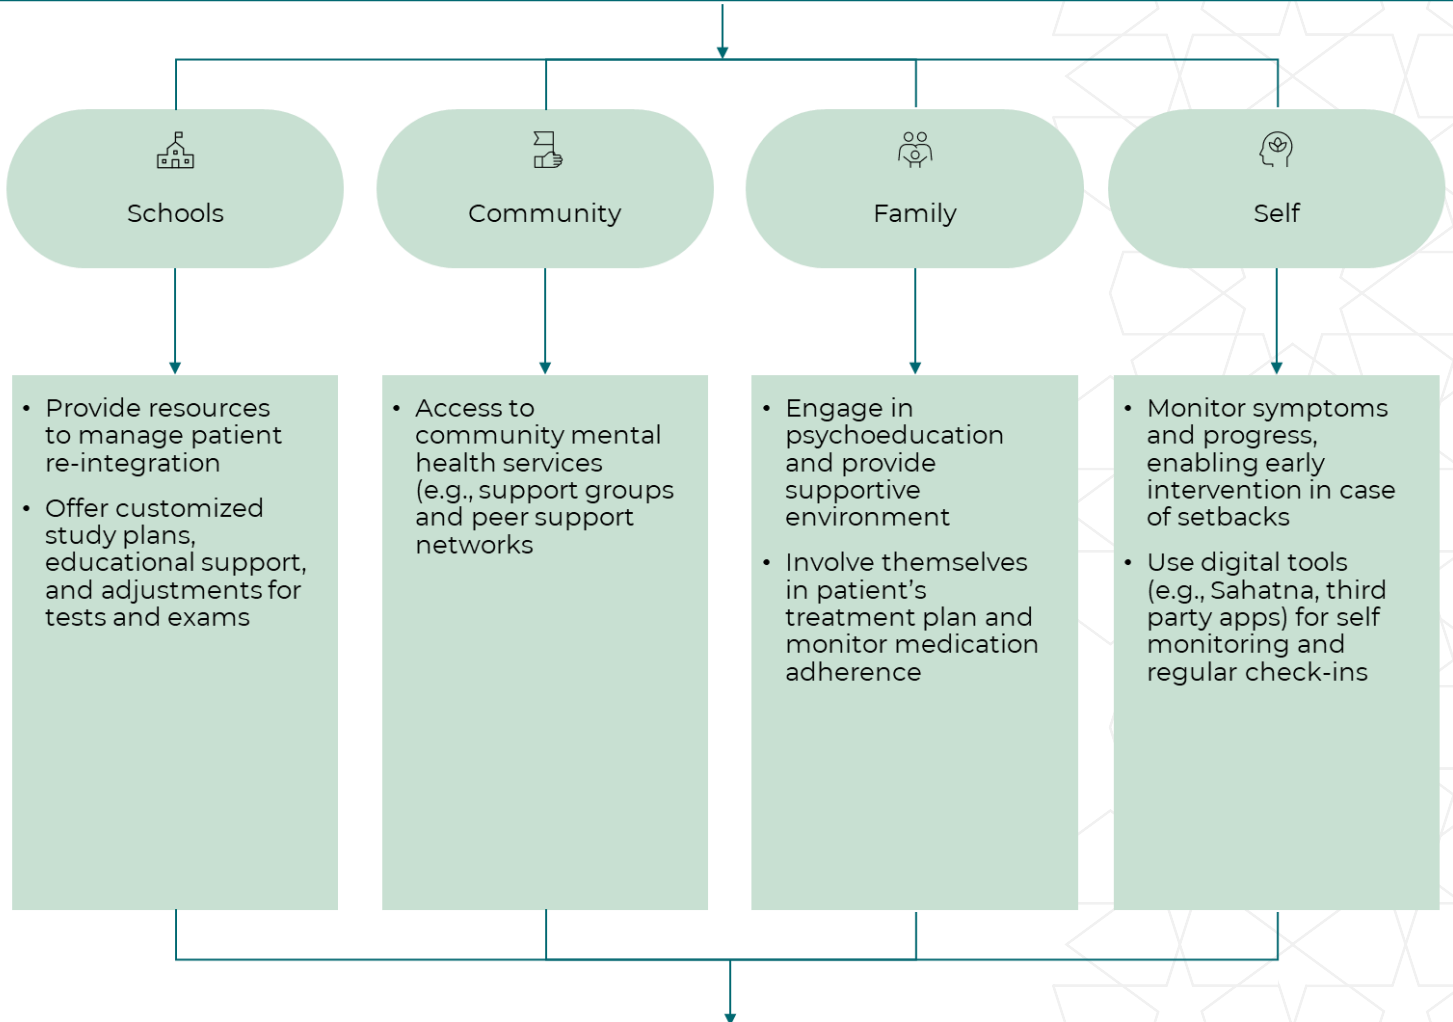 Schools
Community
Family
Self
• Provide resources
to manage patient
re-integration
• Offer customized
study plans,
educational support,
and adjustments for
tests and exams
• Access to
community mental
health services
(e.g., support groups
and peer support
networks
• Engage in
psychoeducation
and provide
supportive
environment
• Involve themselves
in patient’s
treatment plan and
monitor medication
adherence
• Monitor symptoms
and progress,
enabling early
intervention in case
of setbacks
• Use digital tools
(e.g., Sahatna, third
party apps) for self
monitoring and
regular check-ins